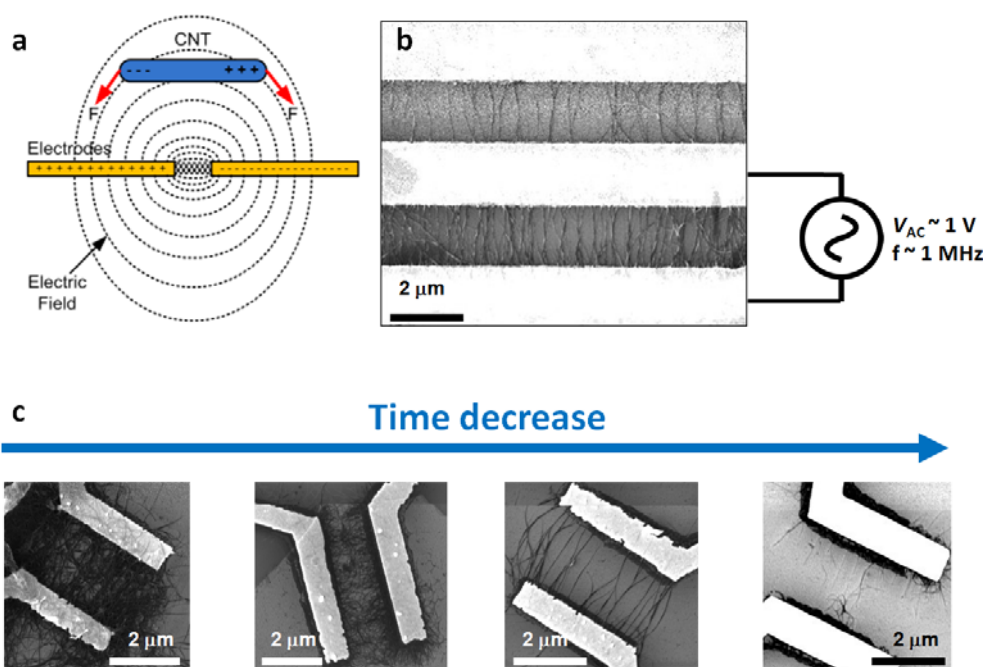 a
CNT
- - -
+ + +
F
F
Electrodes
+ + + + + + + + + + + + +
- - - - - - - - - - - - - - - -
Electric
Field
b
2 μm
V_AC ~ 1 V
f ~ 1 MHz
c
Time decrease
2 μm
2 μm
2 μm
2 μm